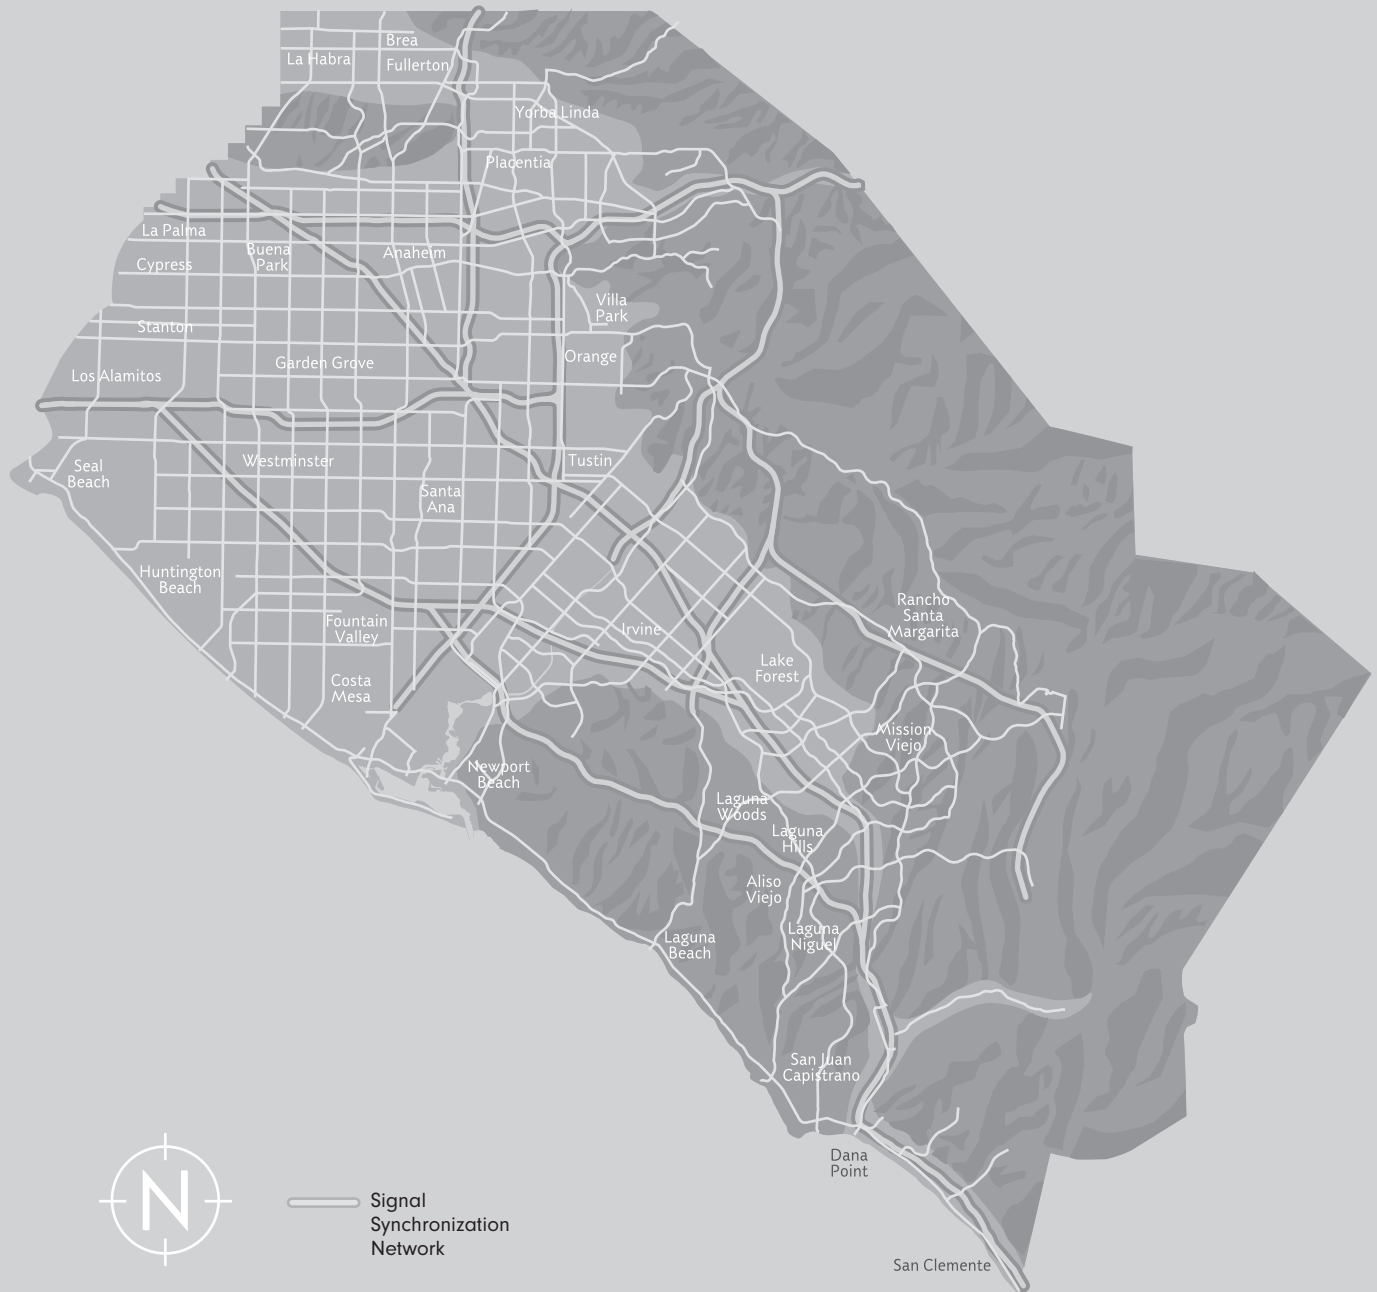 Brea
La Habra
Fullerton
Yorba Linda
Placentia
La Palma
Buena
Park
Anaheim
Cypress
Villa
Park
Stanton
Orange
Garden Grove
Los Alamitos
Seal
Beach
Westminster
Tustin
Santa
Ana
Huntington
Beach
Fountain
Valley
Irvine
Rancho
Santa
Margarita
Lake
Forest
Costa
Mesa
Mission
Viejo
Newport
Beach
Laguna
Woods
Laguna
Hills
Aliso
Viejo
Laguna
Niguel
Laguna
Beach
San Juan
Capistrano
Dana
Point
San Clemente
N
Signal
Synchronization
Network